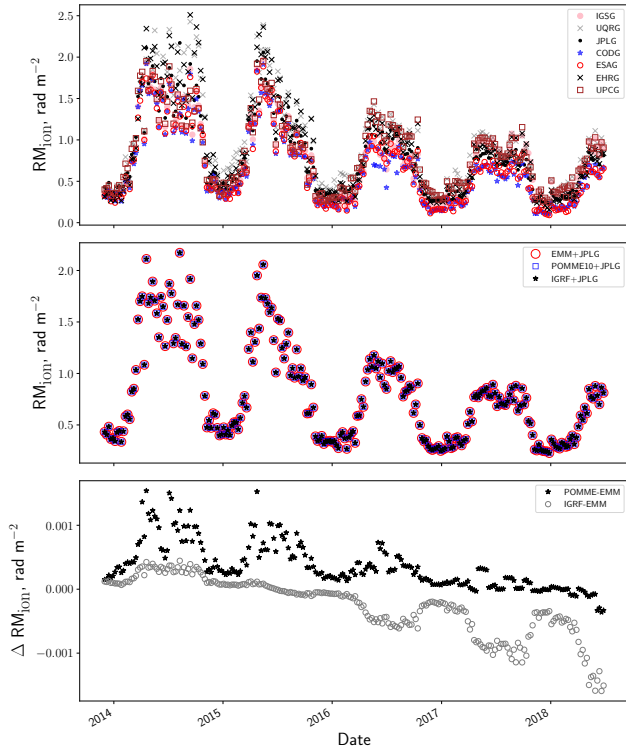 2.5
2.0
1.5
1.0
0.5
0.0
RM_ion, rad m⁻²
IGSG
UQRG
JPLG
CODG
ESAG
EHRG
UPCG
2.0
1.5
1.0
0.5
RM_ion, rad m⁻²
EMM+JPLG
POMME10+JPLG
IGRF+JPLG
0.001
0.000
−0.001
Δ RM_ion, rad m⁻²
POMME-EMM
IGRF-EMM
2014
2015
2016
2017
2018
Date